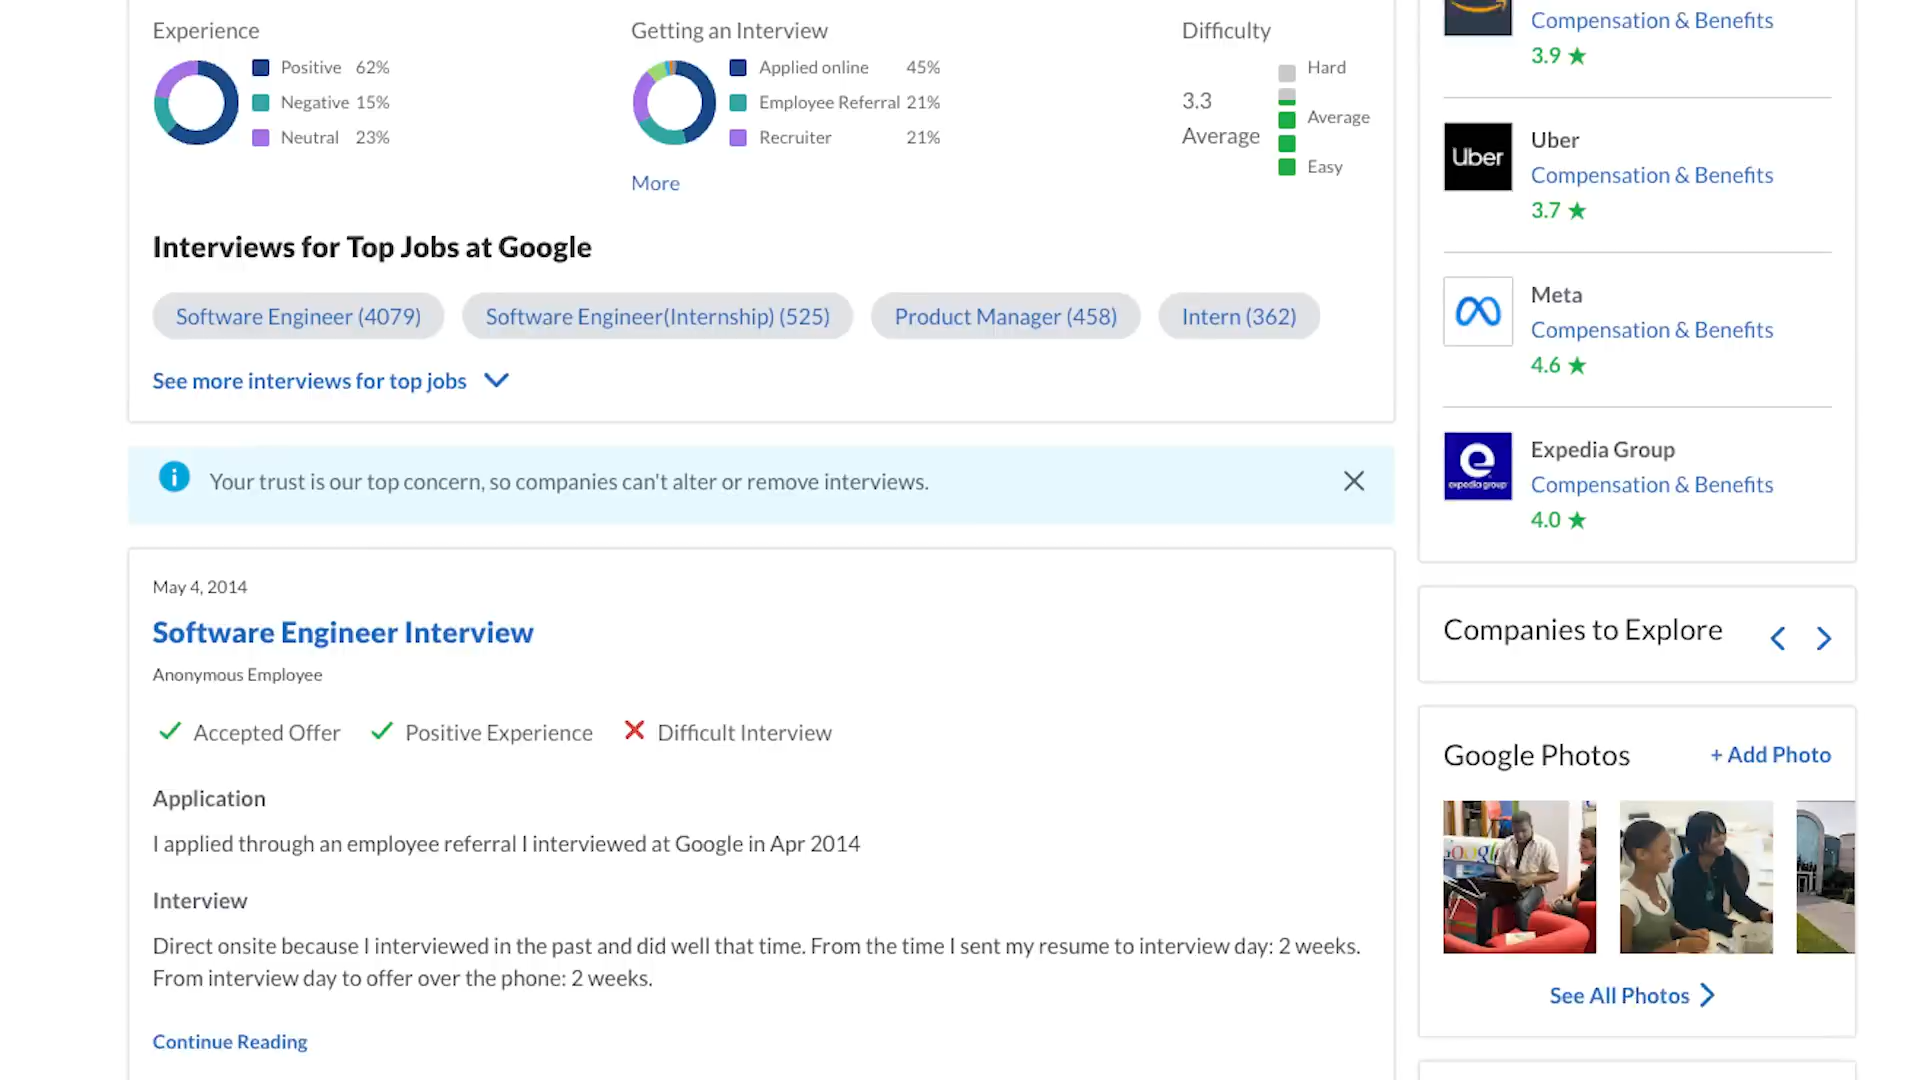 Experience
Positive 62%
Negative 15%
Neutral 23%
Getting an Interview
Applied online 45%
Employee Referral 21%
Recruiter 21%
More
Difficulty
3.3
Average
Hard
Average
Easy
Interviews for Top Jobs at Google
Software Engineer (4079)
Software Engineer(Internship) (525)
Product Manager (458)
Intern (362)
See more interviews for top jobs
Your trust is our top concern, so companies can't alter or remove interviews.
May 4, 2014
Software Engineer Interview
Anonymous Employee
Accepted Offer
Positive Experience
Difficult Interview
Application
I applied through an employee referral I interviewed at Google in Apr 2014
Interview
Direct onsite because I interviewed in the past and did well that time. From the time I sent my resume to interview day: 2 weeks.
From interview day to offer over the phone: 2 weeks.
Continue Reading
Compensation & Benefits
3.9 ★
Uber
Uber
Compensation & Benefits
3.7 ★
Meta
Compensation & Benefits
4.6 ★
expedia group
Expedia Group
Compensation & Benefits
4.0 ★
Companies to Explore
Google Photos
+ Add Photo
See All Photos